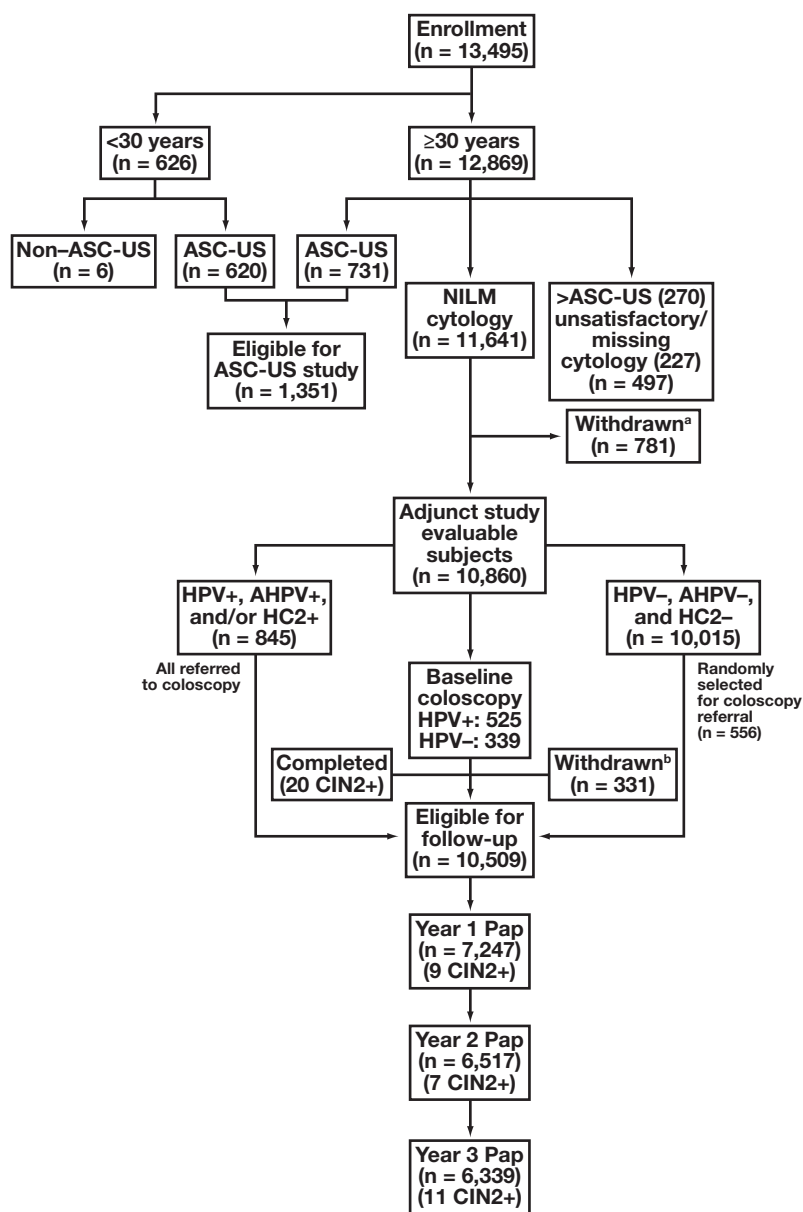 Enrollment
(n = 13,495)
<30 years
(n = 626)
≥30 years
(n = 12,869)
Non–ASC-US
(n = 6)
ASC-US
(n = 620)
ASC-US
(n = 731)
NILM
cytology
(n = 11,641)
>ASC-US (270)
unsatisfactory/
missing
cytology (227)
(n = 497)
Eligible for
ASC-US study
(n = 1,351)
Withdrawnᵃ
(n = 781)
Adjunct study
evaluable
subjects
(n = 10,860)
HPV+, AHPV+,
and/or HC2+
(n = 845)
HPV–, AHPV–,
and HC2–
(n = 10,015)
All referred
to coloscopy
Baseline
coloscopy
HPV+: 525
HPV–: 339
Randomly
selected
for coloscopy
referral
(n = 556)
Completed
(20 CIN2+)
Withdrawnᵇ
(n = 331)
Eligible for
follow-up
(n = 10,509)
Year 1 Pap
(n = 7,247)
(9 CIN2+)
Year 2 Pap
(n = 6,517)
(7 CIN2+)
Year 3 Pap
(n = 6,339)
(11 CIN2+)